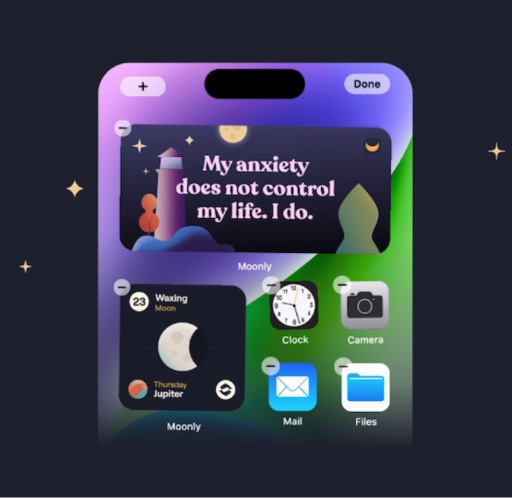 +
Done
My anxiety
does not control
my life. I do.
Moonly
23 Waxing
Moon
Thursday
Jupiter
Moonly
Clock
Camera
Mail
Files